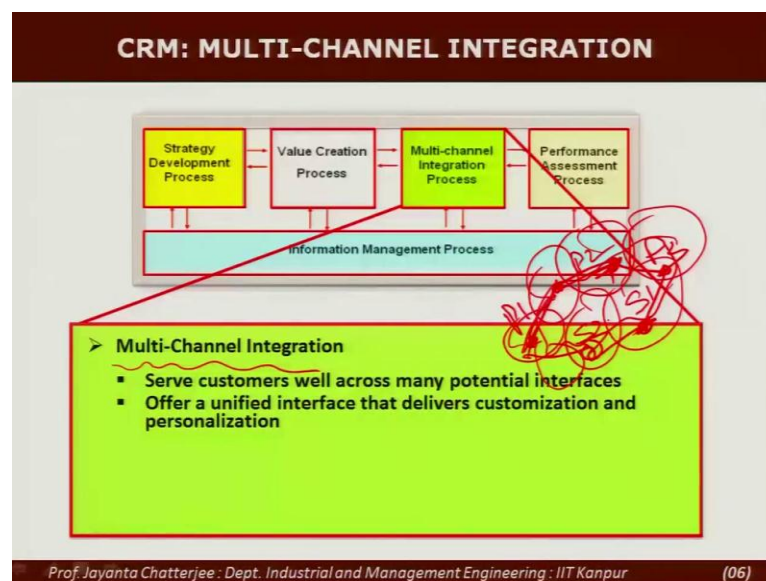 CRM: MULTI-CHANNEL INTEGRATION
Strategy
Development
Process
Value Creation
Process
Multi-channel
Integration
Process
Performance
Assessment
Process
Information Management Process
➢ Multi-Channel Integration
▪ Serve customers well across many potential interfaces
▪ Offer a unified interface that delivers customization and
personalization
Prof. Jayanta Chatterjee : Dept. Industrial and Management Engineering : IIT Kanpur (06)